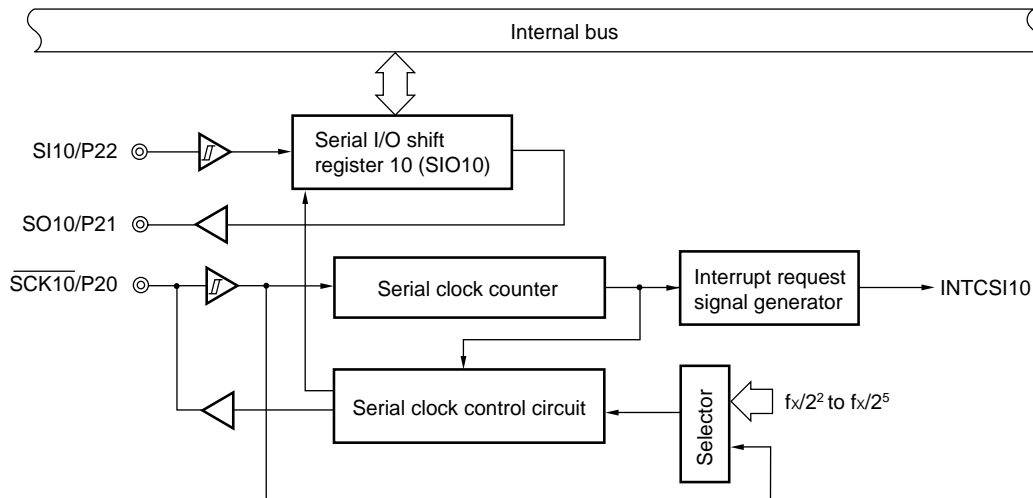 Internal bus
SI10/P22
Serial I/O shift
register 10 (SIO10)
SO10/P21
SCK10/P20
Serial clock counter
Interrupt request
signal generator
INTCSI10
Serial clock control circuit
Selector
fx/2² to fx/2⁵